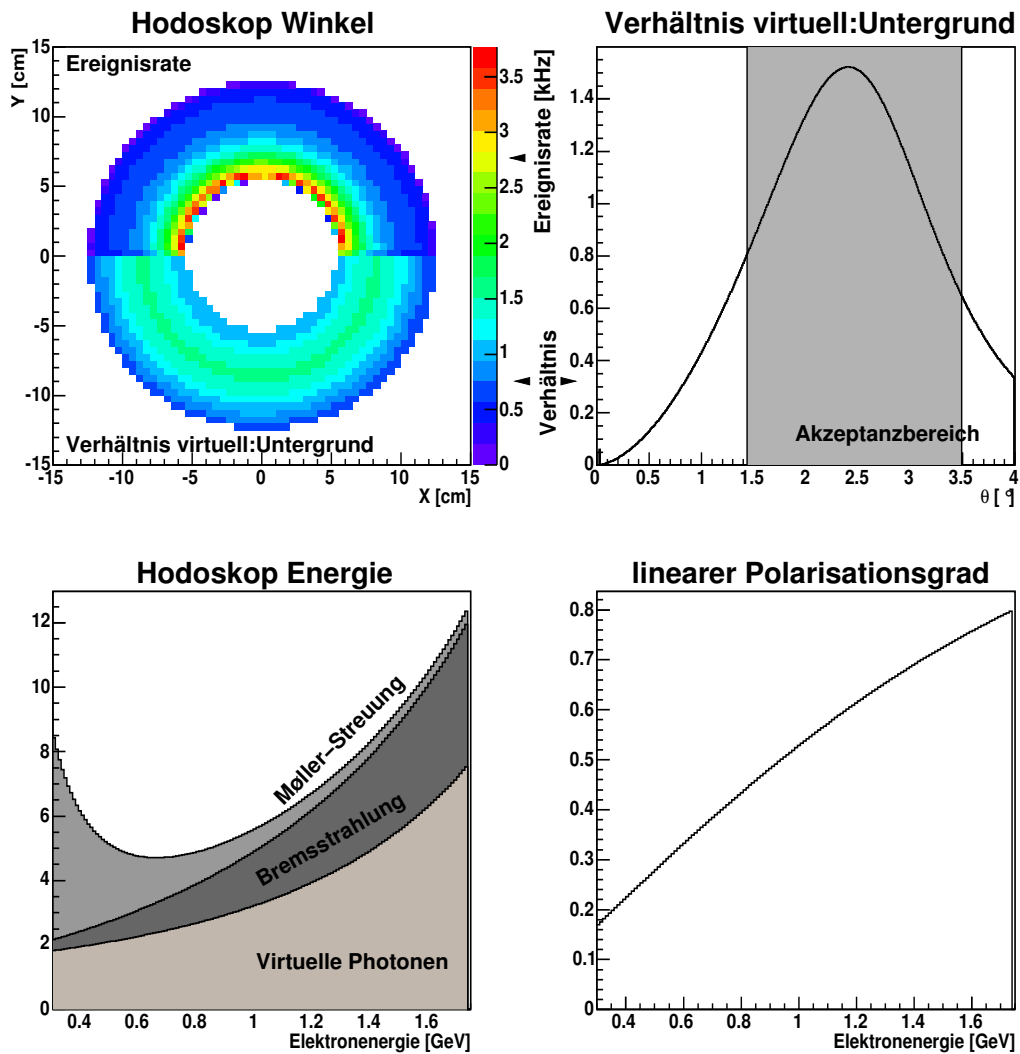 Hodoskop Winkel
Y [cm]
15
10
5
0
-5
-10
-15
Ereignisrate
Verhältnis virtuell:Untergrund
-15 -10 -5 0 5 10 15
X [cm]
3.5
3
2.5
2
1.5
1
0.5
0
Ereignisrate [kHz]
Verhältnis
Verhältnis virtuell:Untergrund
1.4
1.2
1
0.8
0.6
0.4
0.2
0
Akzeptanzbereich
0 0.5 1 1.5 2 2.5 3 3.5 4
θ [ °]
Hodoskop Energie
12
10
8
6
4
2
0
Møller−Streuung
Bremsstrahlung
Virtuelle Photonen
0.4 0.6 0.8 1 1.2 1.4 1.6
Elektronenergie [GeV]
linearer Polarisationsgrad
0.8
0.7
0.6
0.5
0.4
0.3
0.2
0.1
0
0.4 0.6 0.8 1 1.2 1.4 1.6
Elektronenergie [GeV]